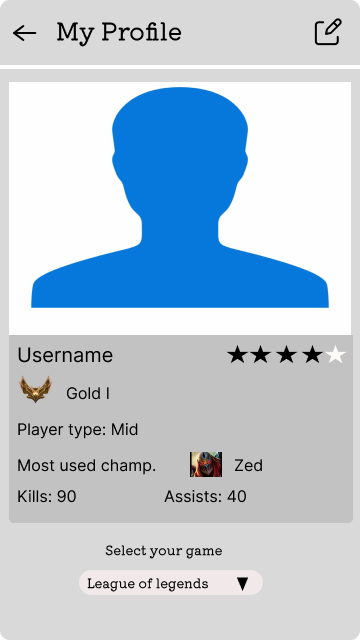 My Profile
Username
Gold I
Player type: Mid
Most used champ. Zed
Kills: 90 Assists: 40
Select your game
League of legends